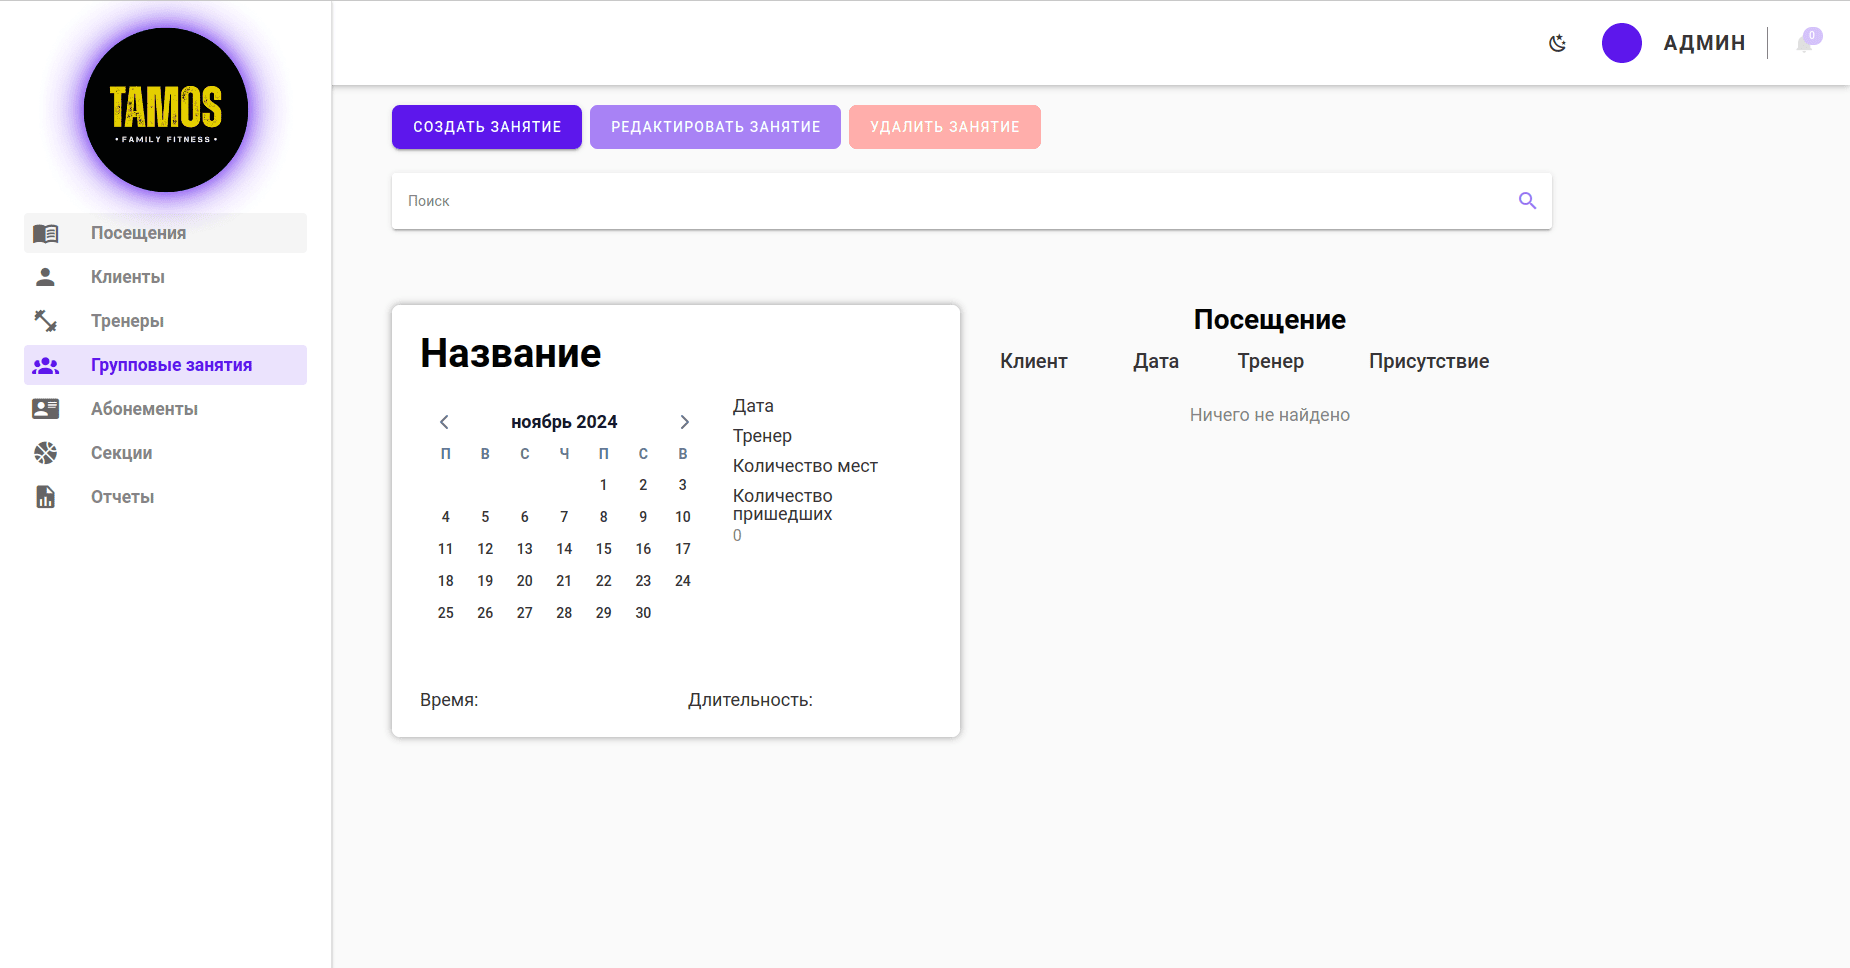 TAMOS
• FAMILY FITNESS •
Посещения
Клиенты
Тренеры
Групповые занятия
Абонементы
Секции
Отчеты
АДМИН
0
СОЗДАТЬ ЗАНЯТИЕ
РЕДАКТИРОВАТЬ ЗАНЯТИЕ
УДАЛИТЬ ЗАНЯТИЕ
Поиск
Название
ноябрь 2024
П В С Ч П С В
1 2 3
4 5 6 7 8 9 10
11 12 13 14 15 16 17
18 19 20 21 22 23 24
25 26 27 28 29 30
Дата
Тренер
Количество мест
Количество
пришедших
0
Время:
Длительность:
Посещение
Клиент Дата Тренер Присутствие
Ничего не найдено